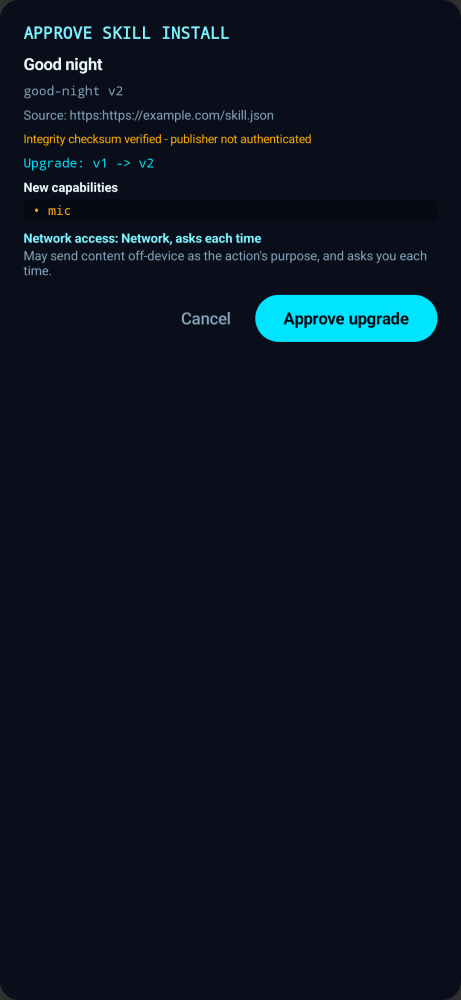 APPROVE SKILL INSTALL
Good night
good-night v2
Source: https:https://example.com/skill.json
Integrity checksum verified - publisher not authenticated
Upgrade: v1 -> v2
New capabilities
• mic
Network access: Network, asks each time
May send content off-device as the action's purpose, and asks you each
time.
Cancel
Approve upgrade